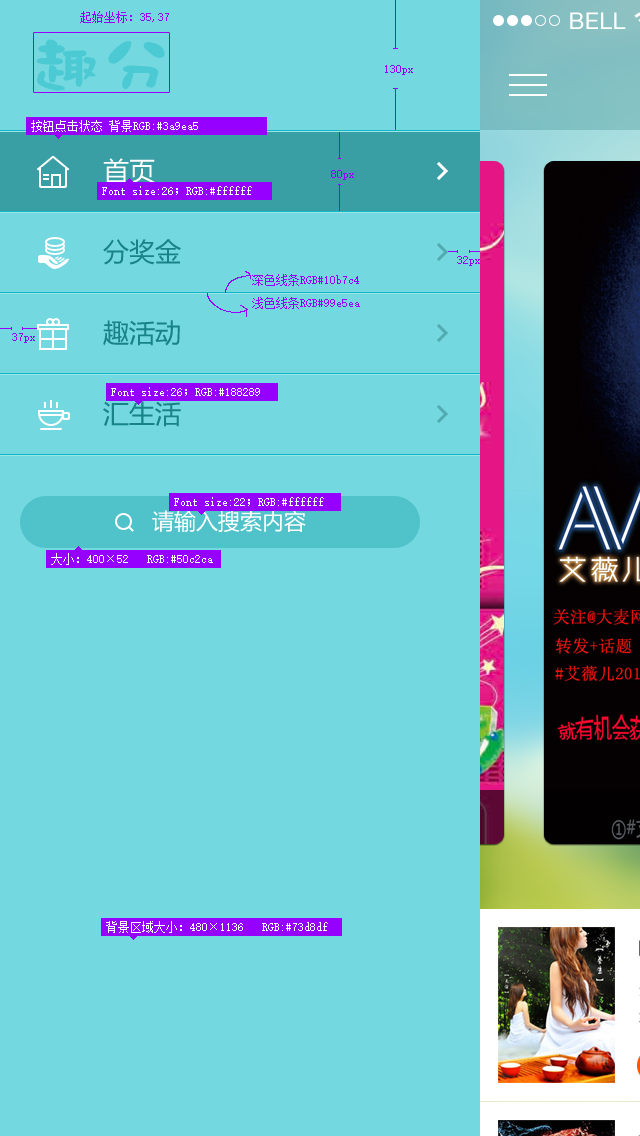 起始坐标: 35,37
趣分
130px
BELL
按钮点击状态 背景RGB:#3a9ea5
首页
80px
Font size:26; RGB:#ffffff
分奖金
32px
深色线条RGB#10b7c4
浅色线条RGB#99e5ea
37px
趣活动
Font size:26; RGB:#188289
汇生活
Font size:22; RGB:#ffffff
请输入搜索内容
大小: 400×52 RGB:#50c2ca
艾薇儿
关注@大麦网
转发+话题
#艾薇儿201
就有机会获
背景区域大小: 480×1136 RGB:#73d8df